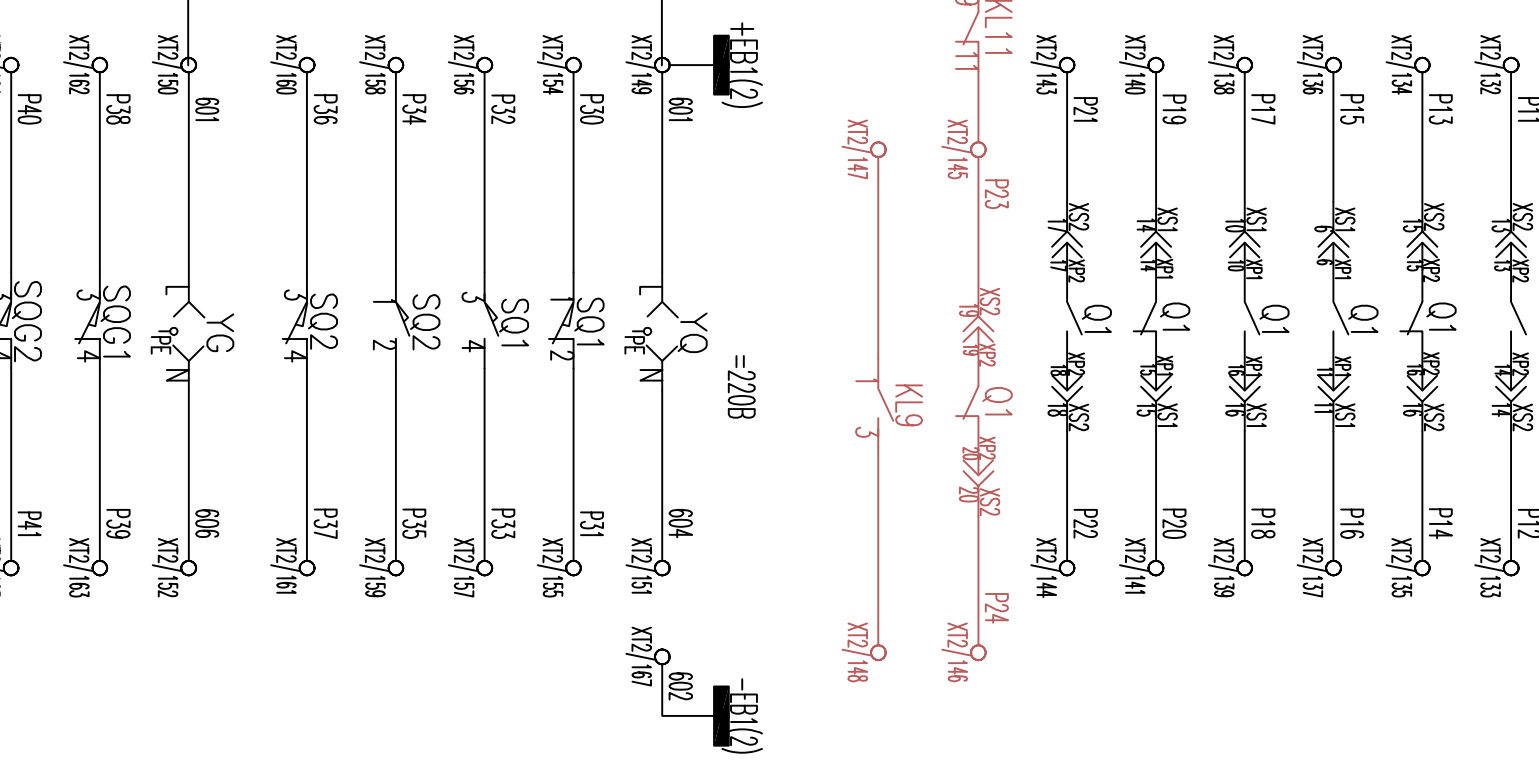 XT2/132 P11 XS2 13 XP2 13 XP2 14 XS2 14 P12 XT2/133
XT2/134 P13 XS2 15 XP2 15 Q1 XP2 16 XS2 16 P14 XT2/135
XT2/136 P15 XS1 6 XP1 6 Q1 XP1 11 XS1 11 P16 XT2/137
XT2/138 P17 XS1 10 XP1 10 Q1 XP1 16 XS1 16 P18 XT2/139
XT2/140 P19 XS1 14 XP1 14 Q1 XP1 15 XS1 15 P20 XT2/141
XT2/143 P21 XS2 17 XP2 17 Q1 XP2 18 XS2 18 P22 XT2/144
KL11 9 11 XT2/145 P23 XS2 19 XP2 19 Q1 XP2 20 XS2 20 P24 XT2/146
XT2/147 1 KL9 3 XT2/148
+EB1(2) =220B -EB1(2)
XT2/149 601 L YQ PE N 604 XT2/151 XT2/167 602
XT2/154 P30 1 SQ1 2 P31 XT2/155
XT2/156 P32 3 SQ1 4 P33 XT2/157
XT2/158 P34 1 SQ2 2 P35 XT2/159
XT2/160 P36 3 SQ2 4 P37 XT2/161
XT2/150 601 L YG PE N 606 XT2/152
XT2/162 P38 3 SQG1 4 P39 XT2/163
P40 3 SQG2 4 P41